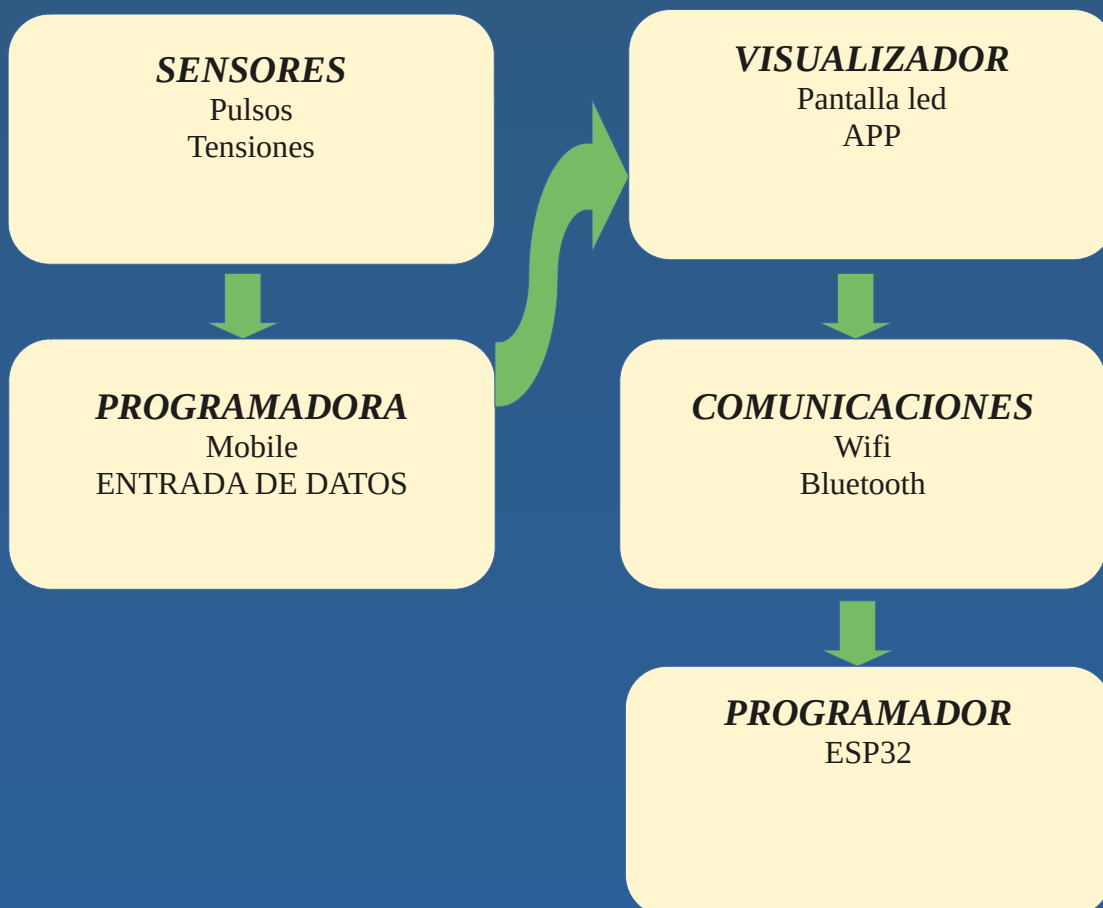 SENSORES
Pulsos
Tensiones
PROGRAMADORA
Mobile
ENTRADA DE DATOS
VISUALIZADOR
Pantalla led
APP
COMUNICACIONES
Wifi
Bluetooth
PROGRAMADOR
ESP32